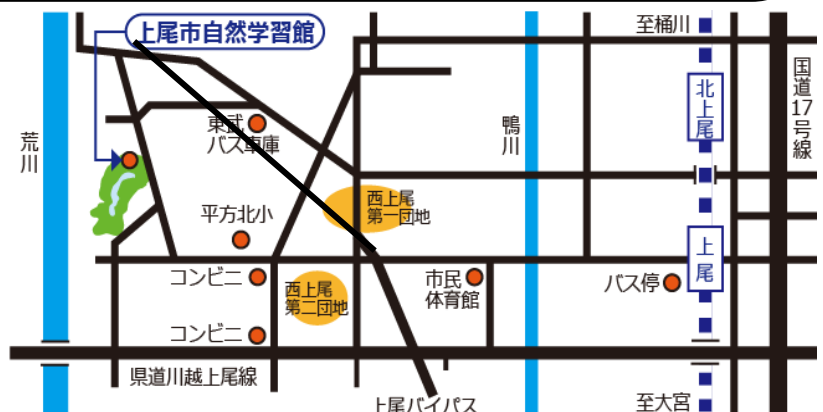 上尾市自然学習館
至桶川
国道17号線
北上尾
荒川
東武
バス車庫
鴨川
西上尾
第一団地
平方北小
上尾
コンビニ
西上尾
第二団地
市民
体育館
バス停
コンビニ
県道川越上尾線
上尾バイパス
至大宮